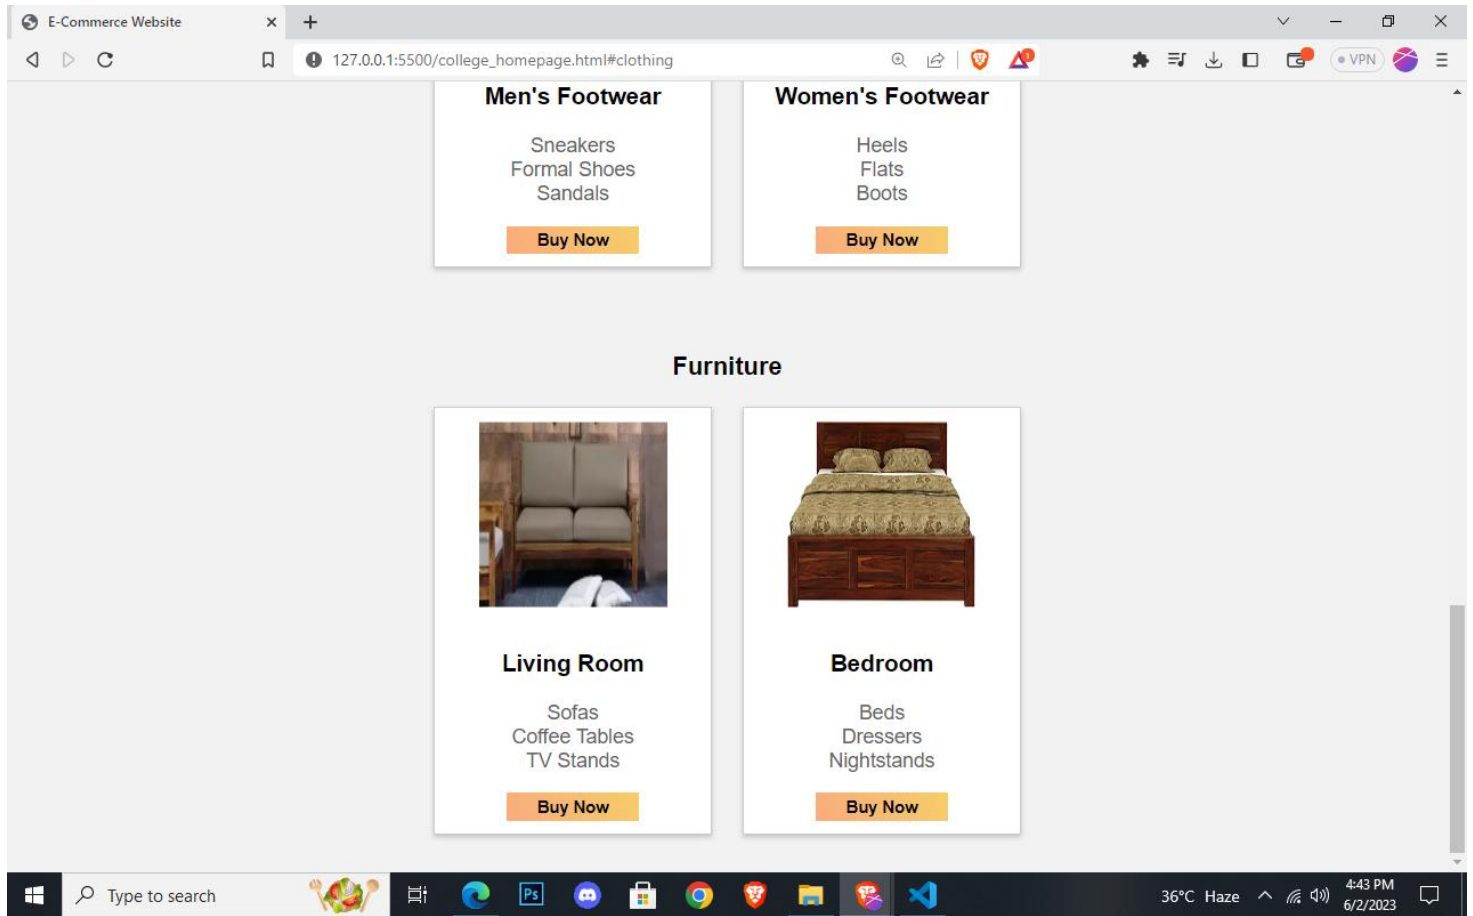 E-Commerce Website
127.0.0.1:5500/college_homepage.html#clothing
VPN
Men's Footwear
Women's Footwear
Sneakers
Heels
Formal Shoes
Flats
Sandals
Boots
Buy Now
Buy Now
Furniture
Living Room
Bedroom
Sofas
Beds
Coffee Tables
Dressers
TV Stands
Nightstands
Buy Now
Buy Now
Type to search
Ps
36°C Haze
4:43 PM
6/2/2023